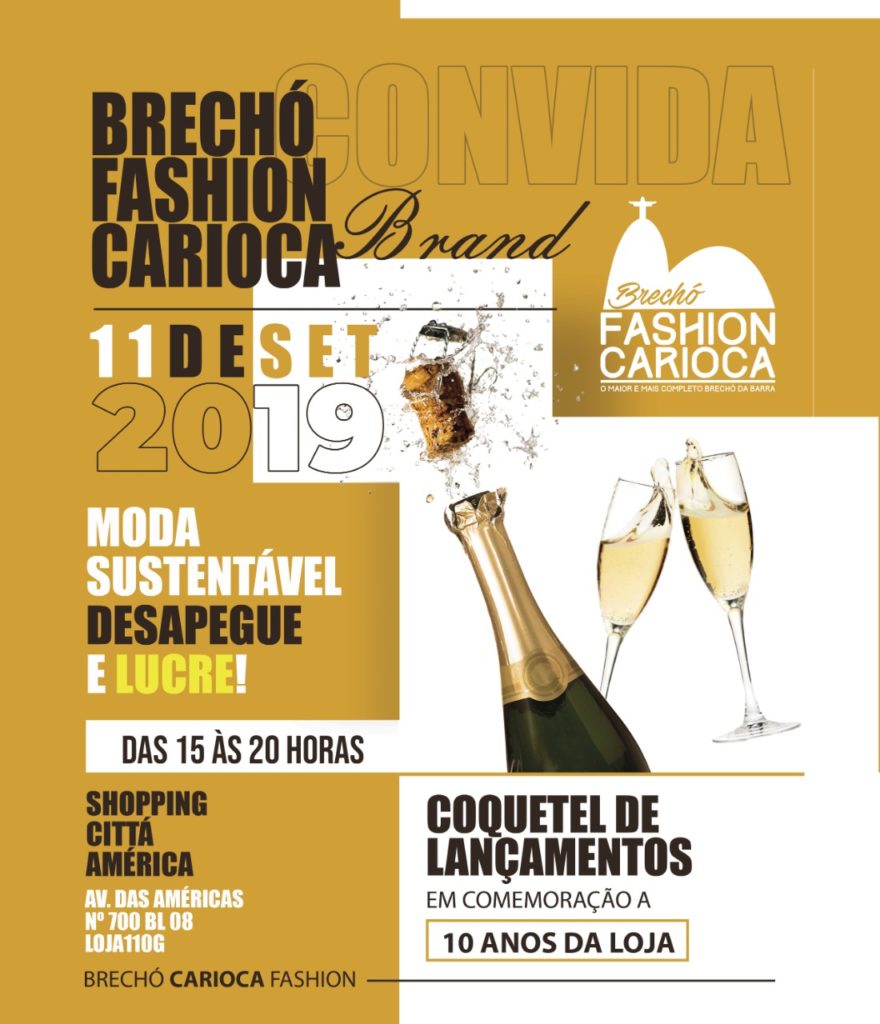 CONVIDA
BRECHÓ
FASHION
CARIOCA
Brand
Brechó
FASHION
CARIOCA
O MAIOR E MAIS COMPLETO BRECHÓ DA BARRA
11 DE SET
2019
MODA
SUSTENTÁVEL
DESAPEGUE
E LUCRE!
DAS 15 ÀS 20 HORAS
SHOPPING
CITTÁ
AMÉRICA
AV. DAS AMÉRICAS
Nº 700 BL 08
LOJA110G
COQUETEL DE
LANÇAMENTOS
EM COMEMORAÇÃO A
10 ANOS DA LOJA
BRECHÓ CARIOCA FASHION